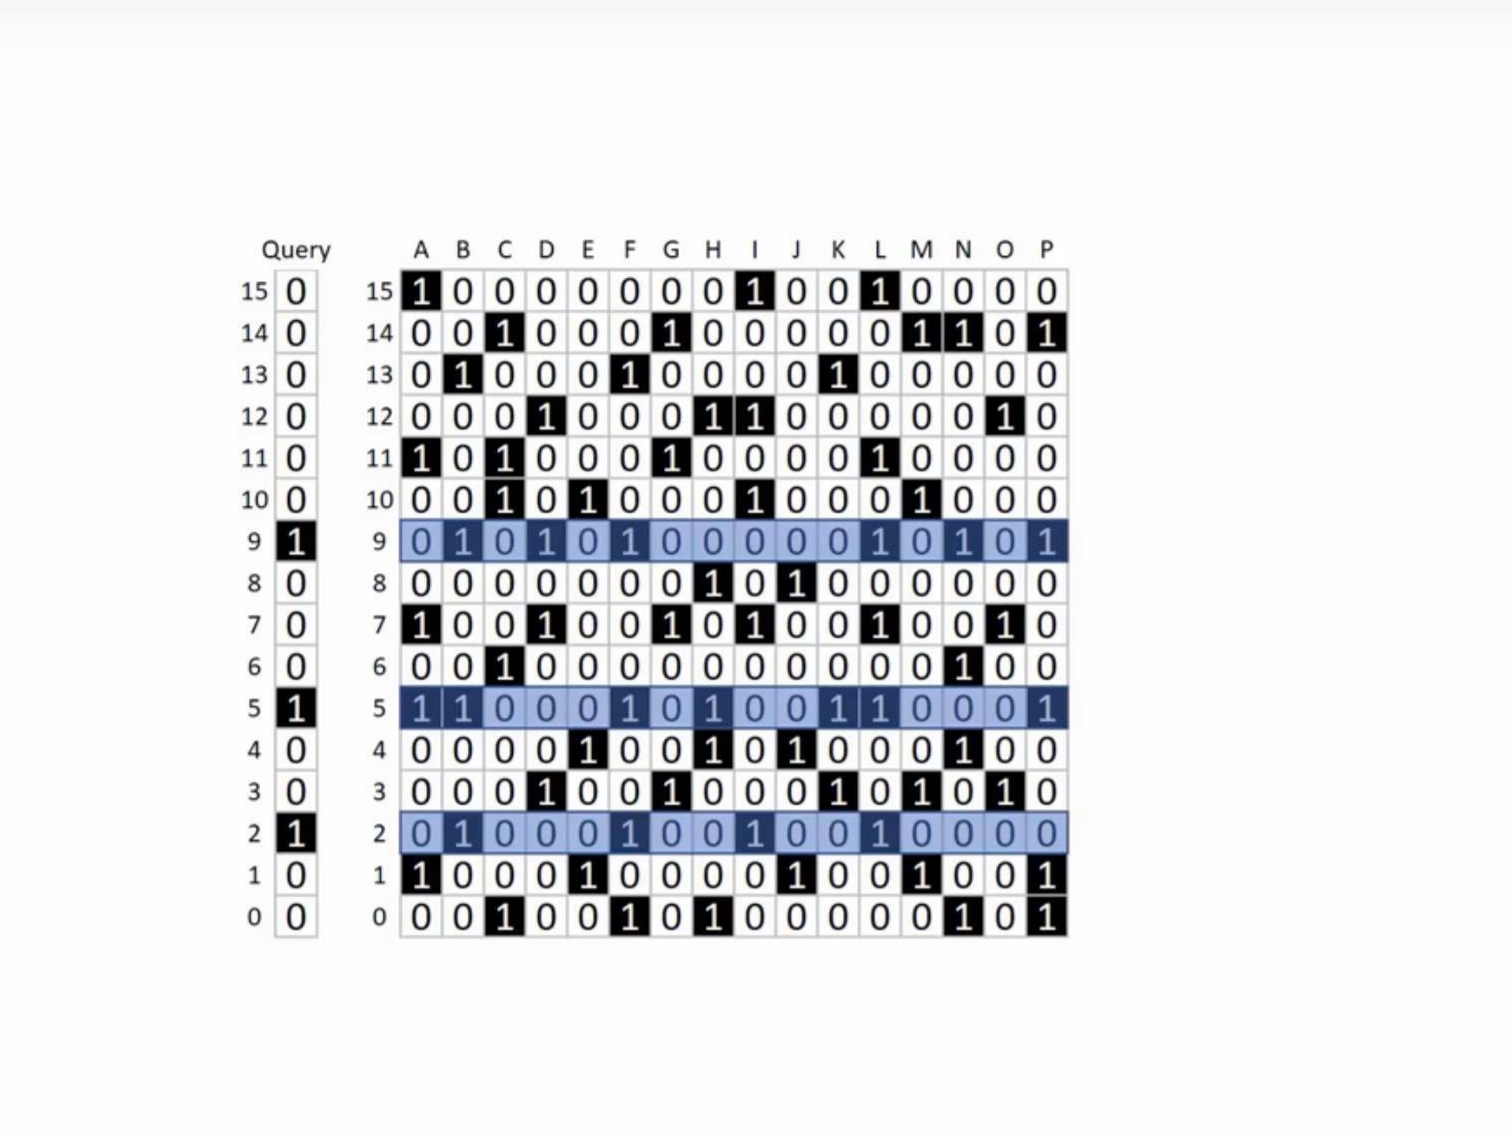 Query A B C D E F G H I J K L M N O P
15 0 15 1 0 0 0 0 0 0 0 1 0 0 1 0 0 0 0
14 0 14 0 0 1 0 0 0 1 0 0 0 0 0 1 1 0 1
13 0 13 0 1 0 0 0 1 0 0 0 0 1 0 0 0 0 0
12 0 12 0 0 0 1 0 0 0 1 1 0 0 0 0 0 1 0
11 0 11 1 0 1 0 0 0 1 0 0 0 0 1 0 0 0 0
10 0 10 0 0 1 0 1 0 0 0 1 0 0 0 1 0 0 0
9 1 9 0 1 0 1 0 1 0 0 0 0 0 1 0 1 0 1
8 0 8 0 0 0 0 0 0 0 1 0 1 0 0 0 0 0 0
7 0 7 1 0 0 1 0 0 1 0 1 0 0 1 0 0 1 0
6 0 6 0 0 1 0 0 0 0 0 0 0 0 0 0 1 0 0
5 1 5 1 1 0 0 0 1 0 1 0 0 1 1 0 0 0 1
4 0 4 0 0 0 0 1 0 0 1 0 1 0 0 0 1 0 0
3 0 3 0 0 0 1 0 0 1 0 0 0 1 0 1 0 1 0
2 1 2 0 1 0 0 0 1 0 0 1 0 0 1 0 0 0 0
1 0 1 1 0 0 0 1 0 0 0 0 1 0 0 1 0 0 1
0 0 0 0 0 1 0 0 1 0 1 0 0 0 0 0 1 0 1